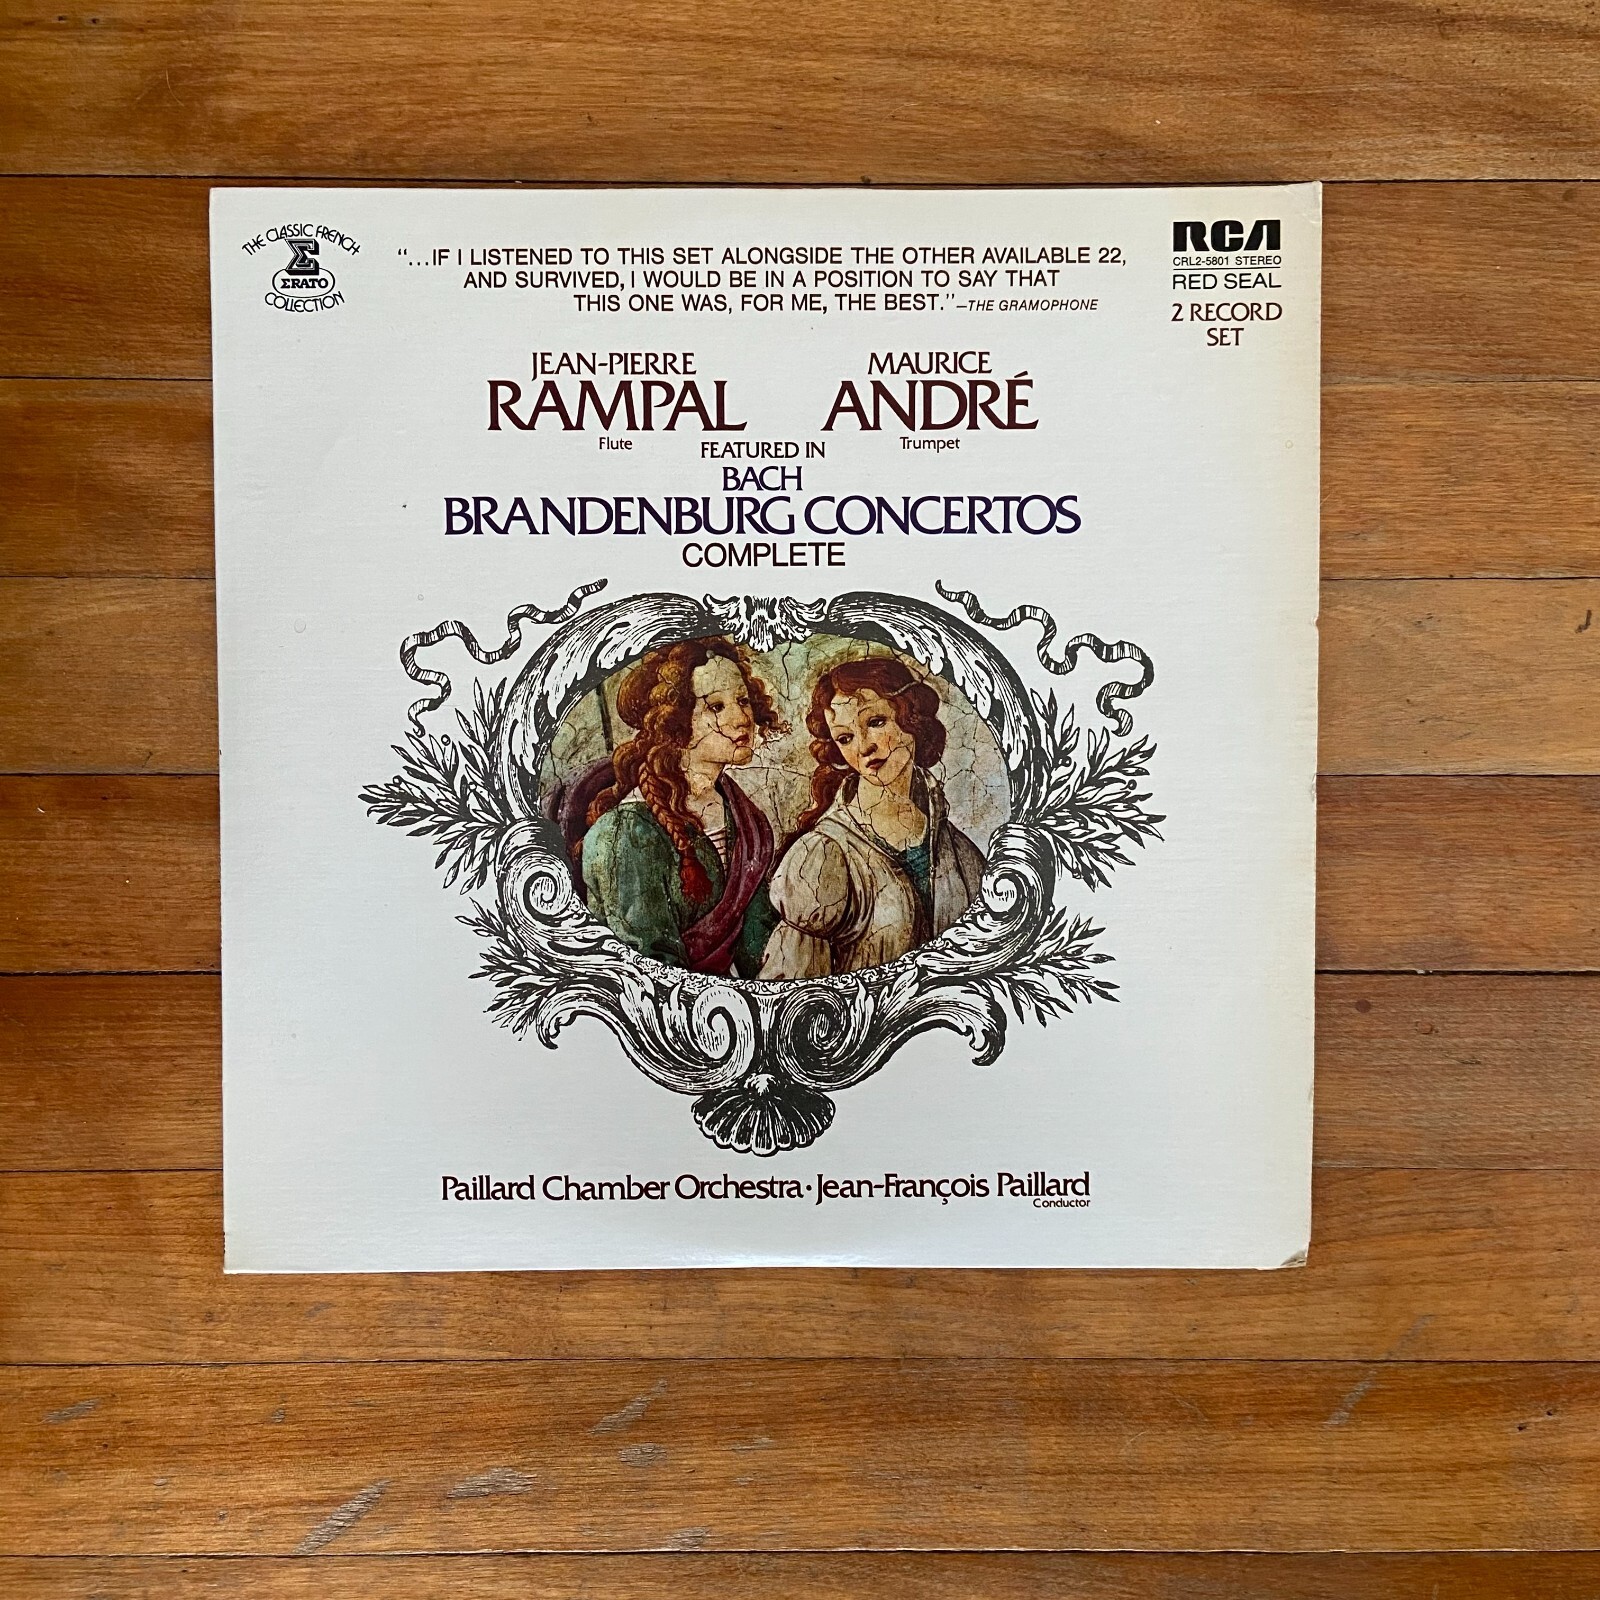 THE CLASSIC FRENCH
Σ
ΣRATO
COLLECTION
“...IF I LISTENED TO THIS SET ALONGSIDE THE OTHER AVAILABLE 22,
AND SURVIVED, I WOULD BE IN A POSITION TO SAY THAT
THIS ONE WAS, FOR ME, THE BEST.”—THE GRAMOPHONE
RCA
CRL2-5801 STEREO
RED SEAL
2 RECORD
SET
JEAN-PIERRE
RAMPAL
Flute
MAURICE
ANDRÉ
Trumpet
FEATURED IN
BACH
BRANDENBURG CONCERTOS
COMPLETE
Paillard Chamber Orchestra · Jean-François Paillard
Conductor